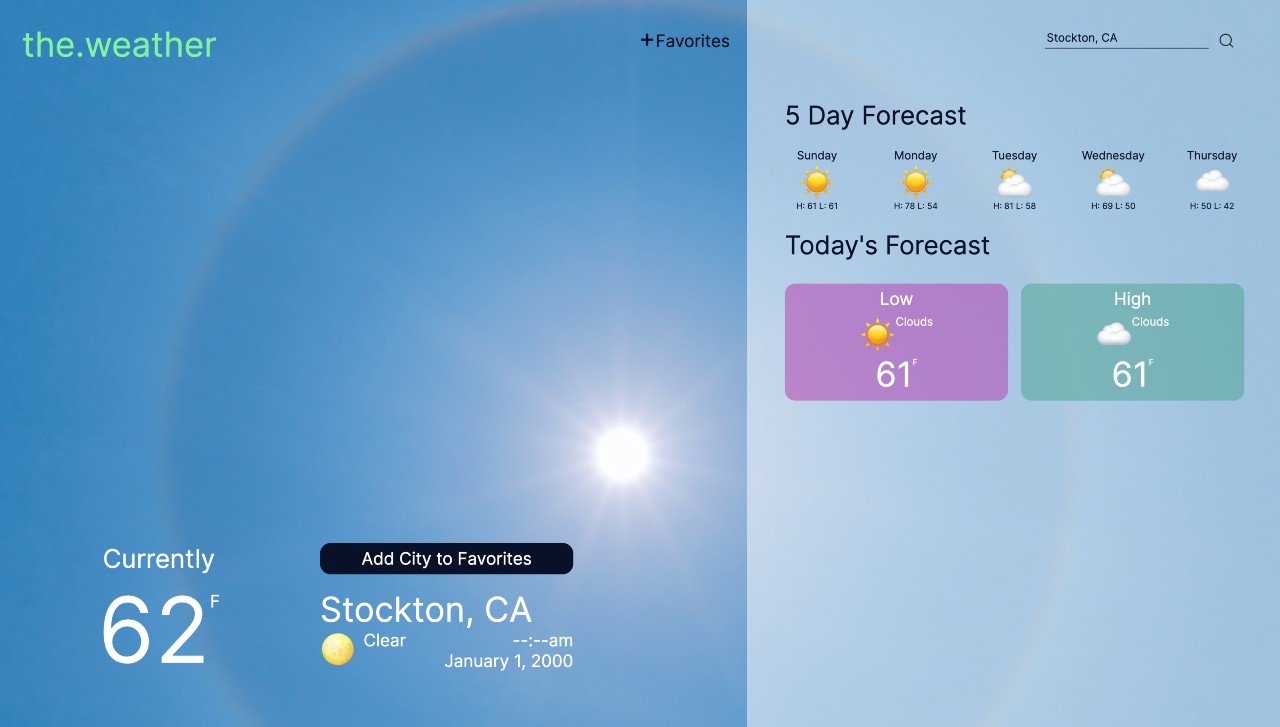 the.weather
+Favorites
Stockton, CA
5 Day Forecast
Sunday Monday Tuesday Wednesday Thursday
H: 61 L: 61 H: 78 L: 54 H: 81 L: 58 H: 69 L: 50 H: 50 L: 42
Today's Forecast
Low
Clouds
61 F
High
Clouds
61 F
Currently
62 F
Add City to Favorites
Stockton, CA
Clear --:--am
January 1, 2000